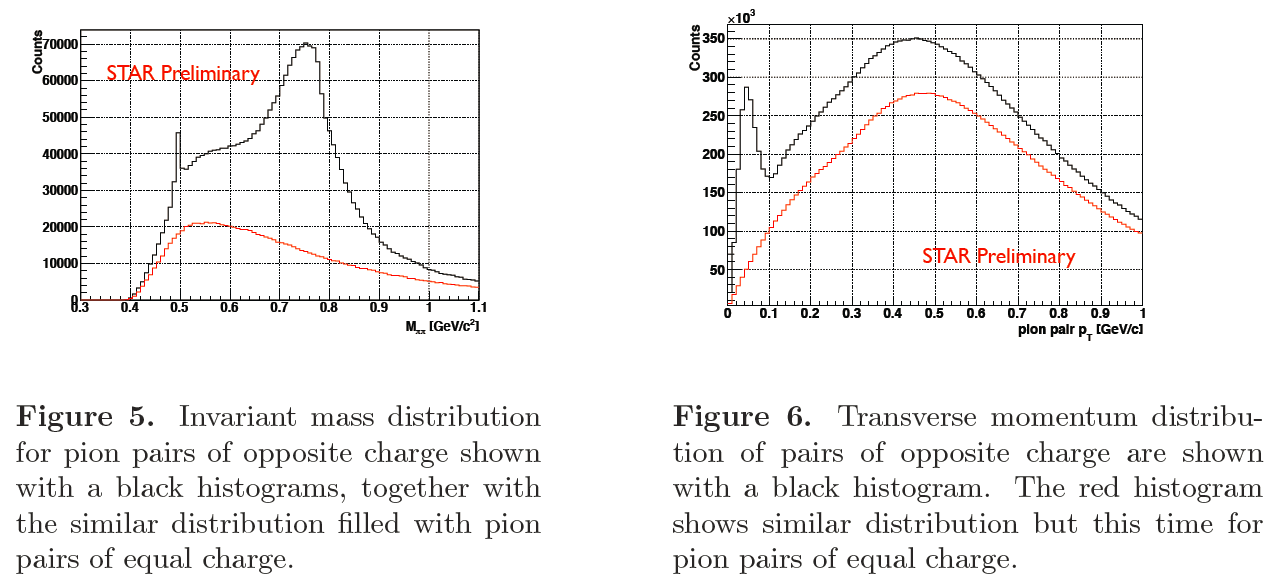 Counts
70000
60000
50000
40000
30000
20000
10000
0
STAR Preliminary
0.3 0.4 0.5 0.6 0.7 0.8 0.9 1 1.1
Mππ [GeV/c²]
×10³
Counts
350
300
250
200
150
100
50
STAR Preliminary
0 0.1 0.2 0.3 0.4 0.5 0.6 0.7 0.8 0.9 1
pion pair pT [GeV/c]
Figure 5. Invariant mass distribution
for pion pairs of opposite charge shown
with a black histograms, together with
the similar distribution filled with pion
pairs of equal charge.
Figure 6. Transverse momentum distribu-
tion of pairs of opposite charge are shown
with a black histogram. The red histogram
shows similar distribution but this time for
pion pairs of equal charge.